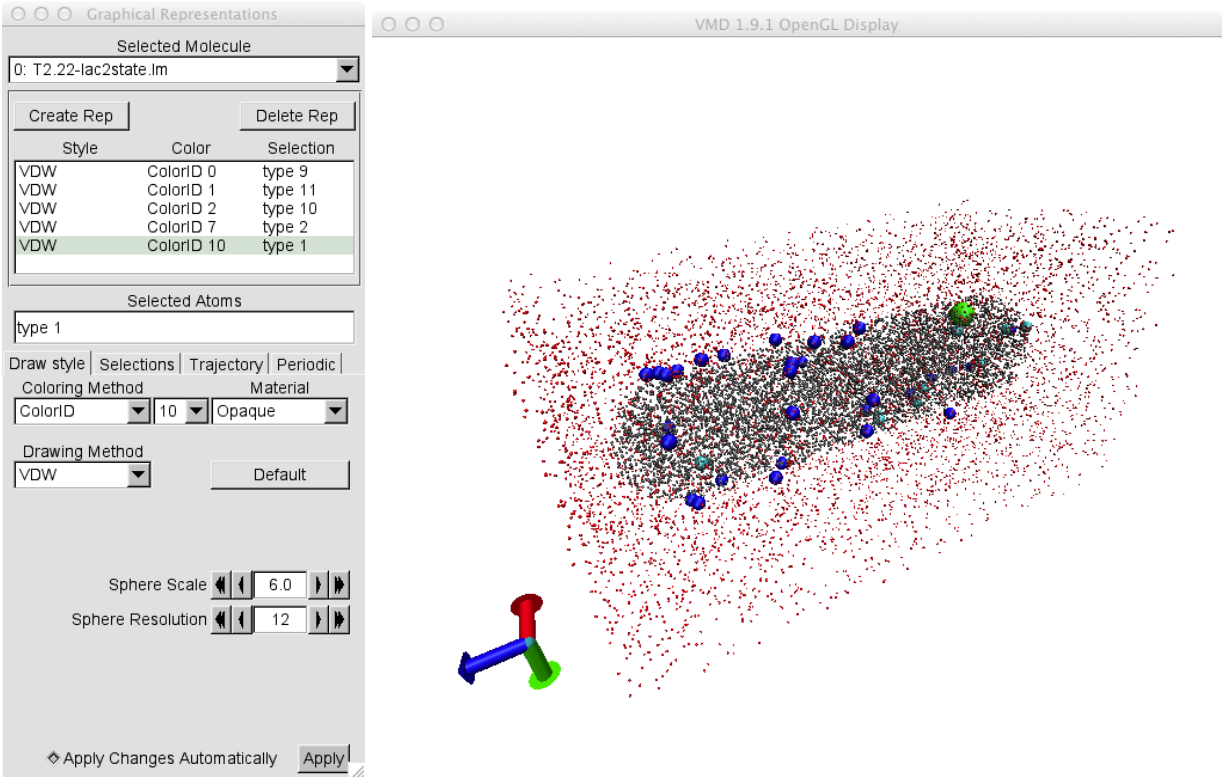 Graphical Representations
Selected Molecule
0: T2.22-lac2state.lm
Create Rep Delete Rep
Style Color Selection
VDW ColorID 0 type 9
VDW ColorID 1 type 11
VDW ColorID 2 type 10
VDW ColorID 7 type 2
VDW ColorID 10 type 1
Selected Atoms
type 1
Draw style Selections Trajectory Periodic
Coloring Method Material
ColorID 10 Opaque
Drawing Method
VDW Default
Sphere Scale 6.0
Sphere Resolution 12
Apply Changes Automatically Apply
VMD 1.9.1 OpenGL Display